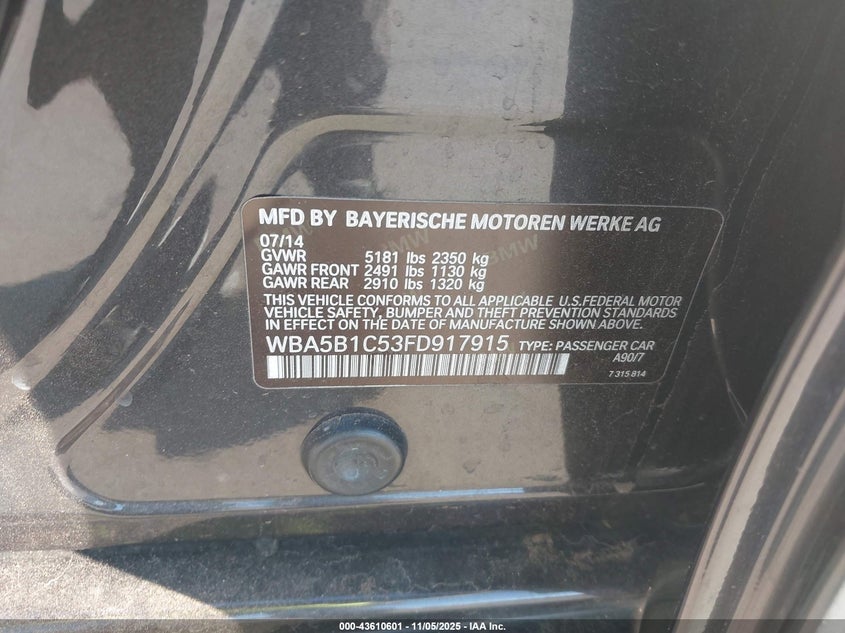 MFD BY BAYERISCHE MOTOREN WERKE AG
07/14
GVWR 5181 lbs 2350 kg
GAWR FRONT 2491 lbs 1130 kg
GAWR REAR 2910 lbs 1320 kg
THIS VEHICLE CONFORMS TO ALL APPLICABLE U.S.FEDERAL MOTOR
VEHICLE SAFETY, BUMPER AND THEFT PREVENTION STANDARDS
IN EFFECT ON THE DATE OF MANUFACTURE SHOWN ABOVE.
WBA5B1C53FD917915 TYPE: PASSENGER CAR
A90/7
7 315 814
BMW
BMW
BMW
000-43610601 - 11/05/2025 - IAA Inc.